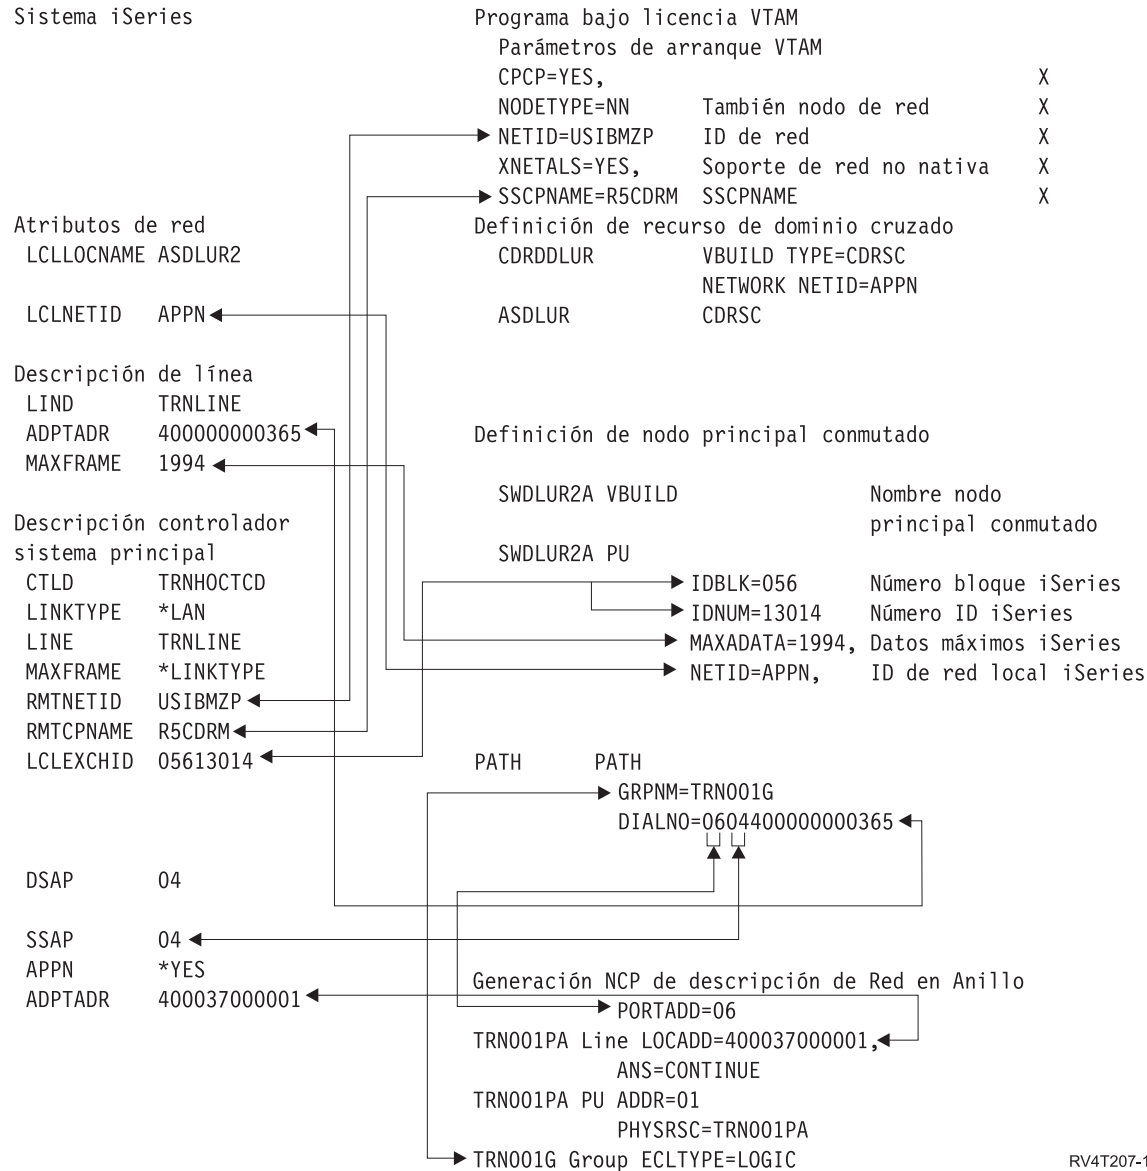 Sistema iSeries Programa bajo licencia VTAM
Parámetros de arranque VTAM
CPCP=YES, X
NODETYPE=NN También nodo de red X
NETID=USIBMZP ID de red X
XNETALS=YES, Soporte de red no nativa X
SSCPNAME=R5CDRM SSCPNAME X
Atributos de red Definición de recurso de dominio cruzado
LCLLOCNAME ASDLUR2 CDRDDLUR VBUILD TYPE=CDRSC
NETWORK NETID=APPN
LCLNETID APPN ASDLUR CDRSC
Descripción de línea
LIND TRNLINE
ADPTADR 400000000365 Definición de nodo principal conmutado
MAXFRAME 1994
SWDLUR2A VBUILD Nombre nodo
Descripción controlador principal conmutado
sistema principal SWDLUR2A PU
CTLD TRNHOCTCD IDBLK=056 Número bloque iSeries
LINKTYPE *LAN IDNUM=13014 Número ID iSeries
LINE TRNLINE MAXADATA=1994, Datos máximos iSeries
MAXFRAME *LINKTYPE NETID=APPN, ID de red local iSeries
RMTNETID USIBMZP
RMTCPNAME R5CDRM
LCLEXCHID 05613014 PATH PATH
GRPNM=TRN001G
DIALNO=0604400000000365
DSAP 04
SSAP 04
APPN *YES Generación NCP de descripción de Red en Anillo
ADPTADR 400037000001 PORTADD=06
TRN001PA Line LOCADD=400037000001,
ANS=CONTINUE
TRN001PA PU ADDR=01
PHYSRSC=TRN001PA
TRN001G Group ECLTYPE=LOGIC
RV4T207-1